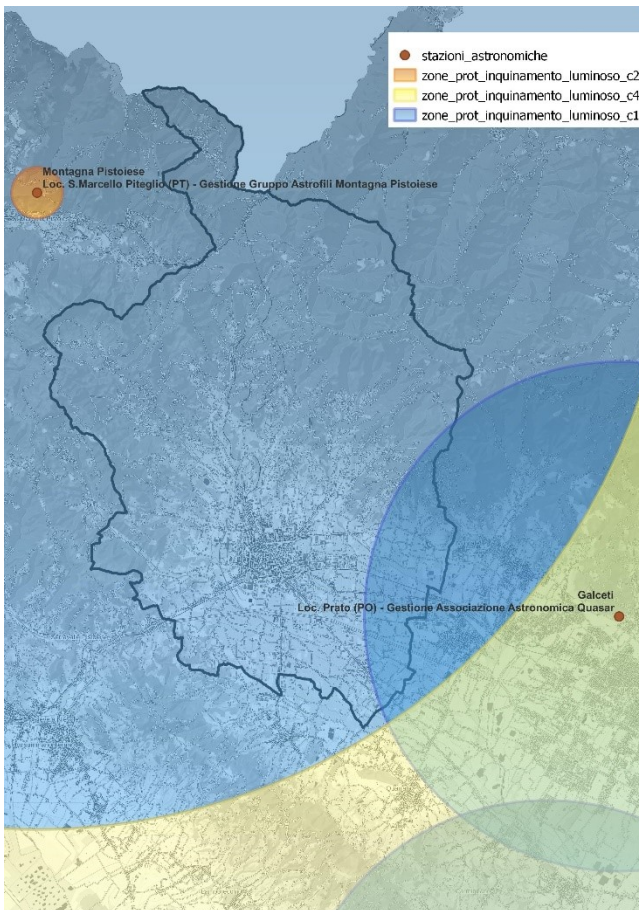 stazioni_astronomiche
zone_prot_inquinamento_luminoso_c2
zone_prot_inquinamento_luminoso_c4
zone_prot_inquinamento_luminoso_c1
Montagna Pistoiese
Loc. S.Marcello Piteglio (PT) - Gestione Gruppo Astrofili Montagna Pistoiese
Galceti
Loc. Prato (PO) - Gestione Associazione Astronomica Quasar